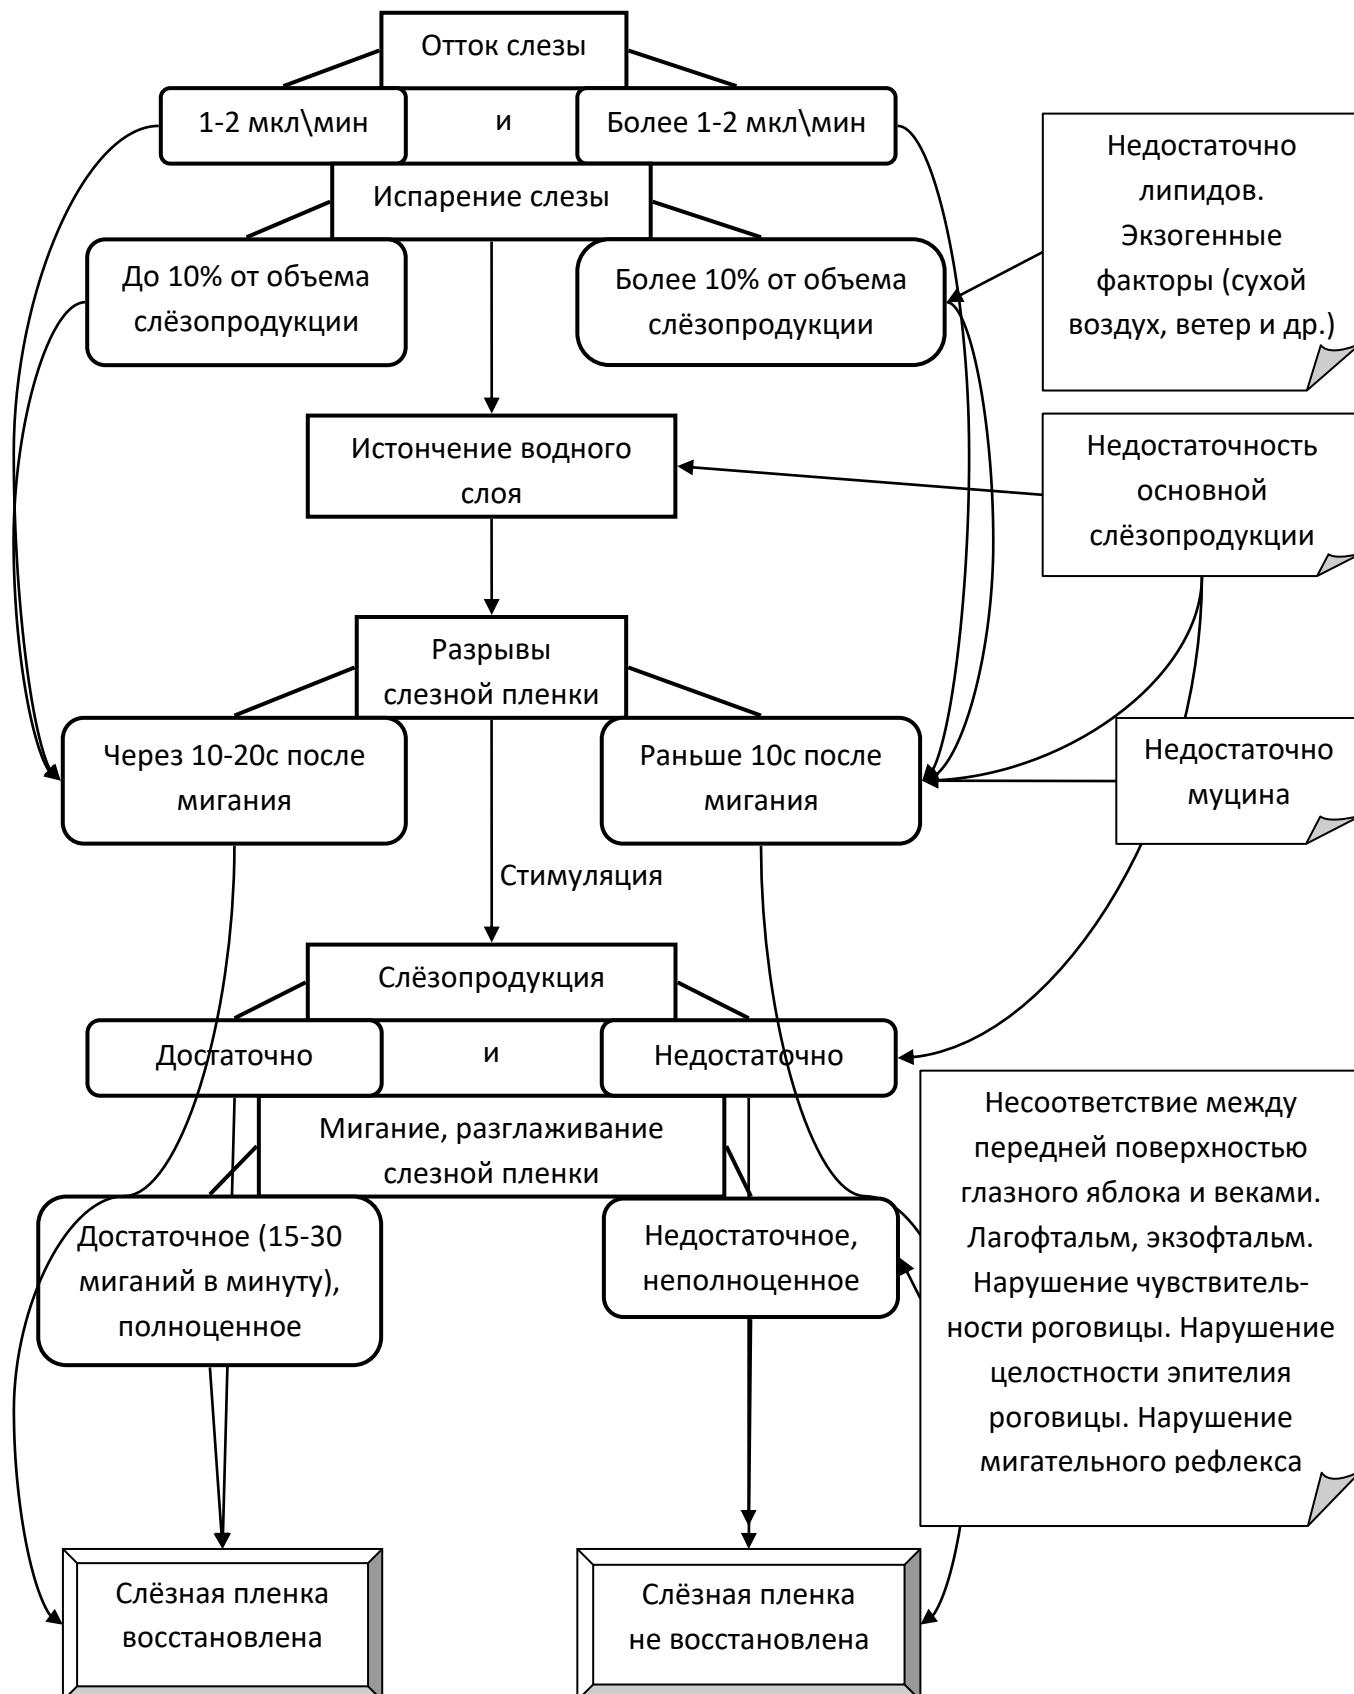 Отток слезы
1-2 мкл\мин
и
Более 1-2 мкл\мин
Испарение слезы
До 10% от объема
слёзопродукции
Более 10% от объема
слёзопродукции
Недостаточно
липидов.
Экзогенные
факторы (сухой
воздух, ветер и др.)
Истончение водного
слоя
Недостаточность
основной
слёзопродукции
Разрывы
слезной пленки
Через 10-20с после
мигания
Раньше 10с после
мигания
Недостаточно
муцина
Стимуляция
Слёзопродукция
Достаточно
и
Недостаточно
Мигание, разглаживание
слезной пленки
Достаточное (15-30
миганий в минуту),
полноценное
Недостаточное,
неполноценное
Несоответствие между
передней поверхностью
глазного яблока и веками.
Лагофтальм, экзофтальм.
Нарушение чувствитель-
ности роговицы. Нарушение
целостности эпителия
роговицы. Нарушение
мигательного рефлекса
Слёзная пленка
восстановлена
Слёзная пленка
не восстановлена